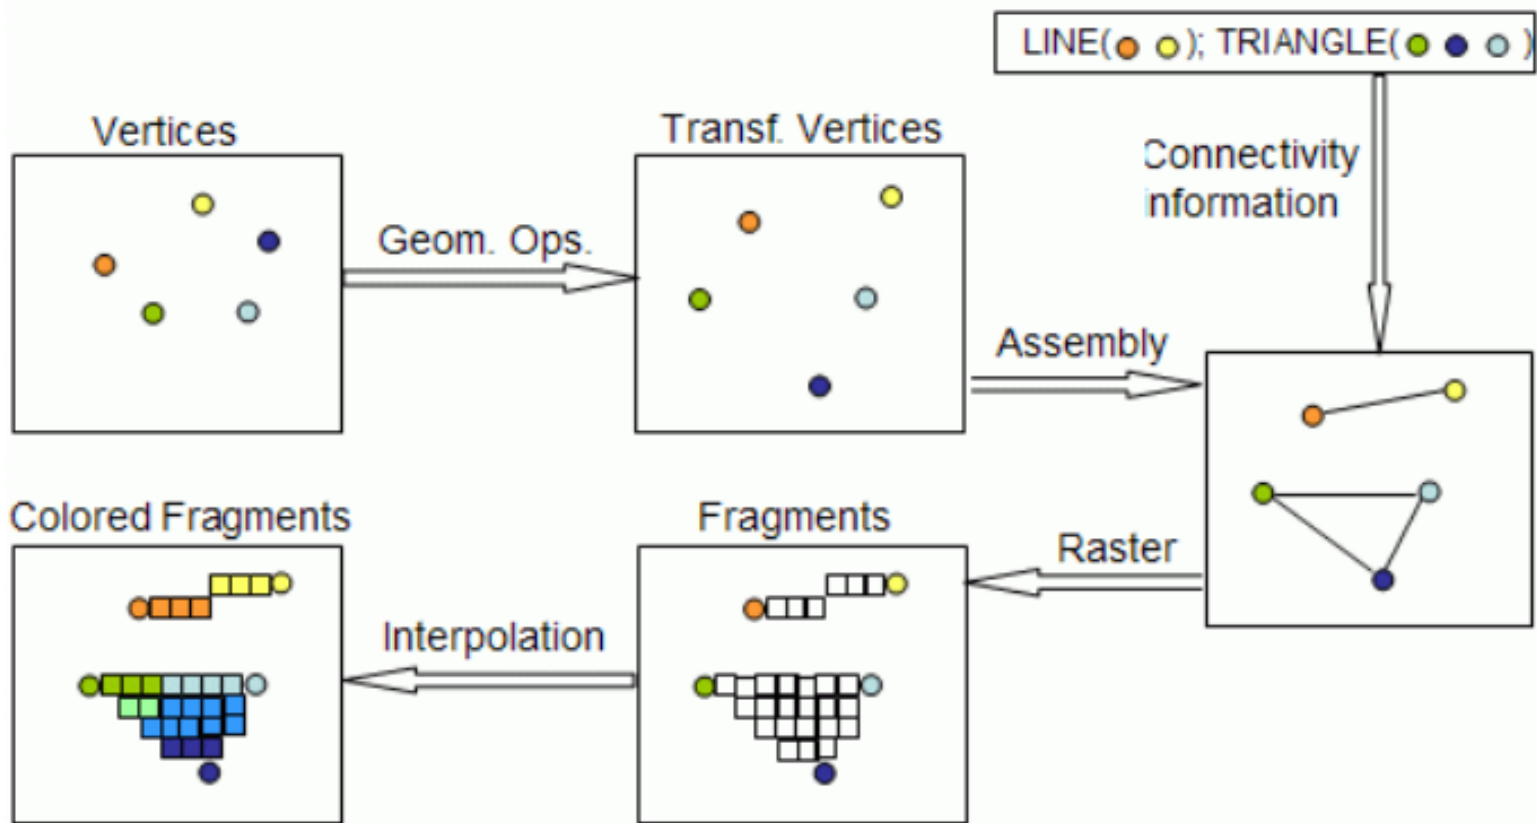 LINE( ); TRIANGLE( )
Vertices
Transf. Vertices
Connectivity
information
Geom. Ops.
Assembly
Colored Fragments
Fragments
Raster
Interpolation